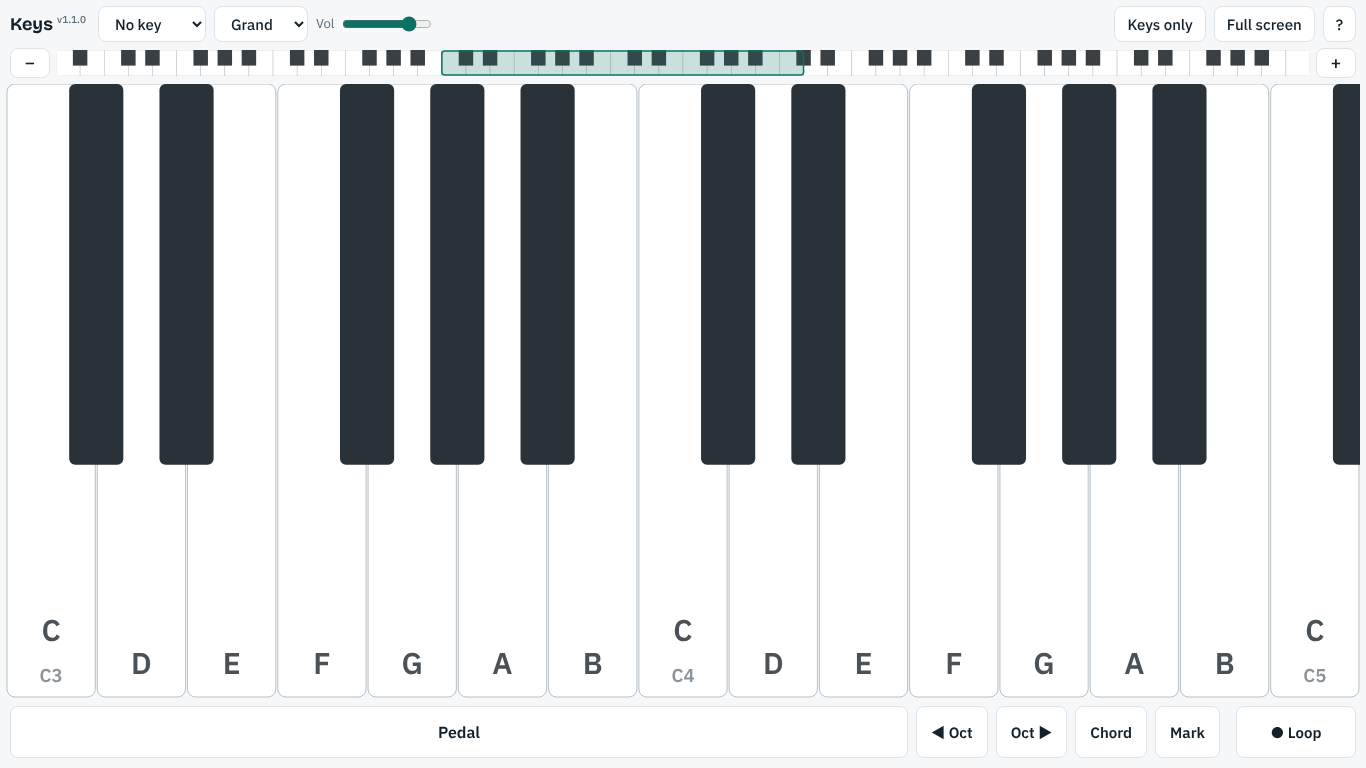 Keys v1.1.0 No key Grand Vol Keys only Full screen ?
− +
C D E F G A B C D E F G A B C
C3 C4 C5
Pedal ◀ Oct Oct ▶ Chord Mark ● Loop